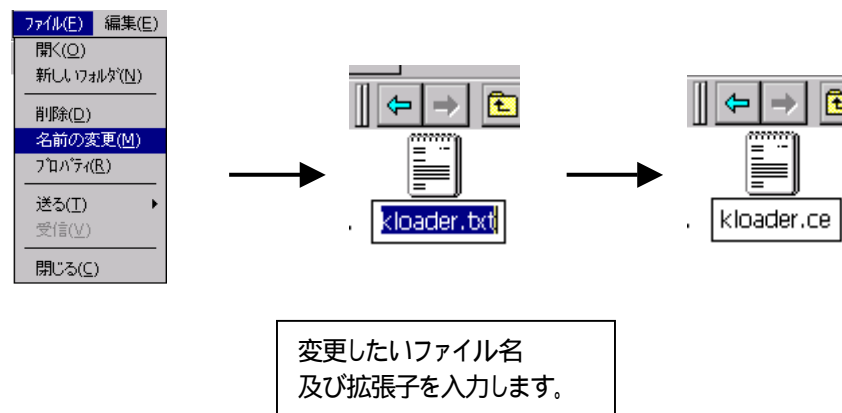 ファイル(F) 編集(E)
開く(O)
新しいフォルダ(N)
削除(D)
名前の変更(M)
プロパティ(R)
送る(T)
受信(V)
閉じる(C)
kloader.txt
kloader.ce
変更したいファイル名
及び拡張子を入力します。